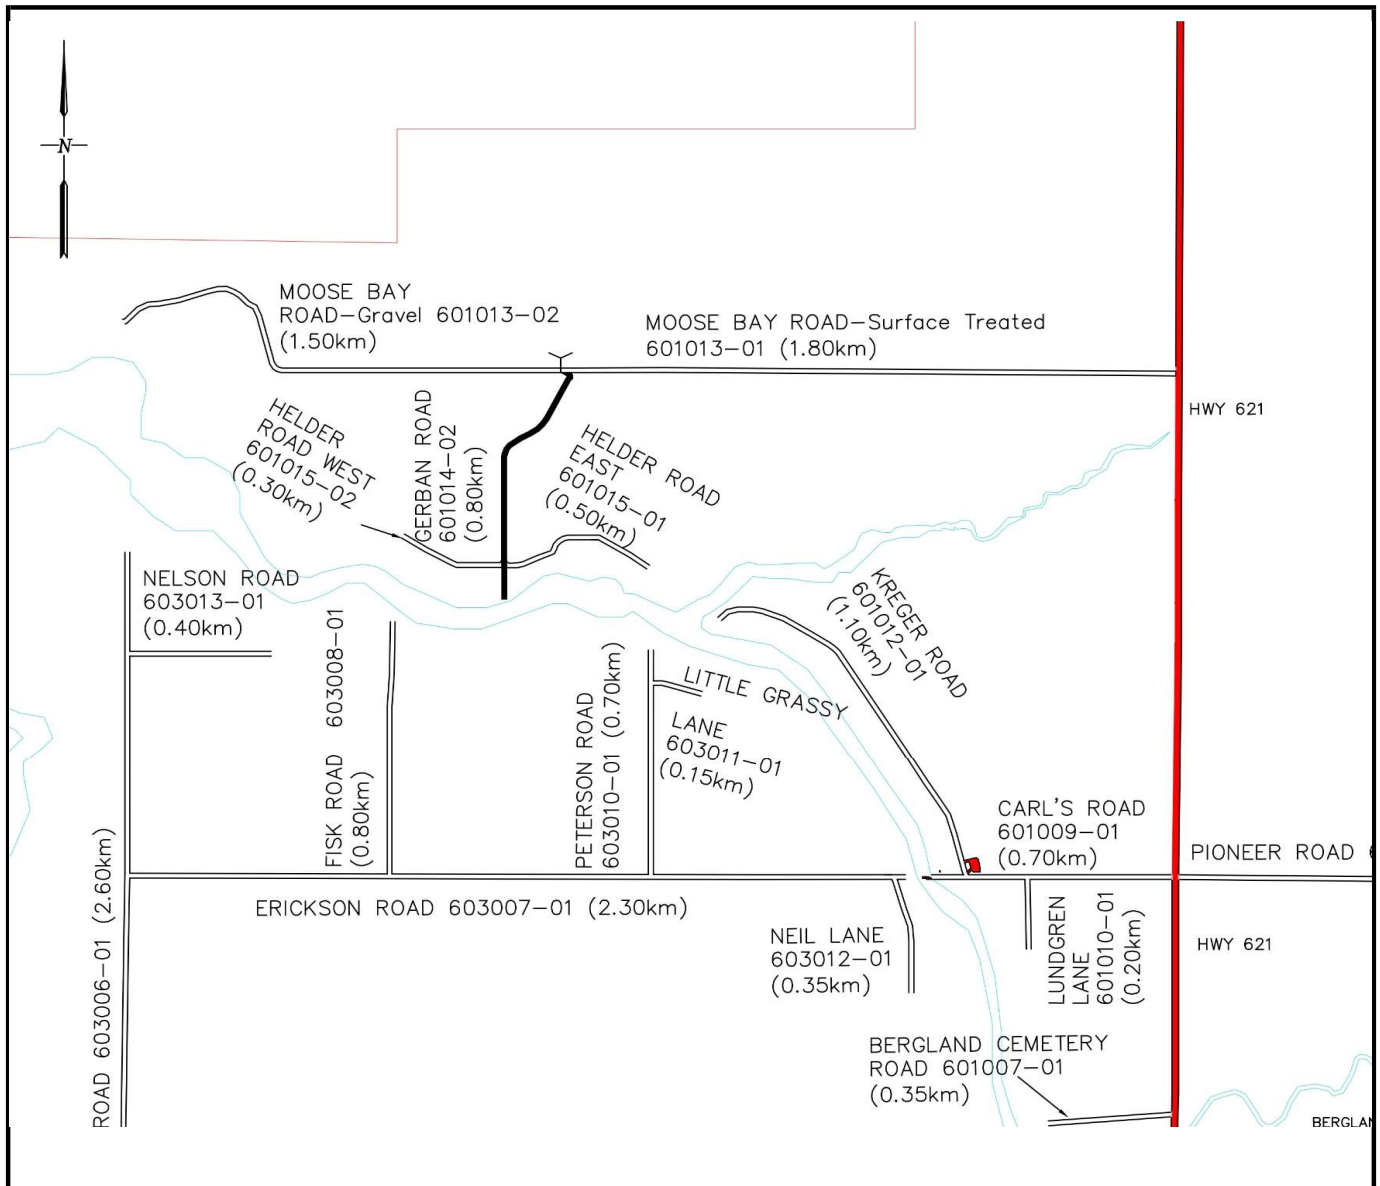 N
MOOSE BAY
ROAD-Gravel 601013-02
(1.50km)
MOOSE BAY ROAD-Surface Treated
601013-01 (1.80km)
HWY 621
HELDER
ROAD WEST
601015-02
(0.30km)
GERBAN ROAD
601014-02
(0.80km)
HELDER ROAD
EAST
601015-01
(0.50km)
NELSON ROAD
603013-01
(0.40km)
KREGER ROAD
601012-01
(1.10km)
FISK ROAD 603008-01
(0.80km)
PETERSON ROAD
603010-01 (0.70km)
LITTLE GRASSY
LANE
603011-01
(0.15km)
CARL'S ROAD
601009-01
(0.70km)
PIONEER ROAD
ERICKSON ROAD 603007-01 (2.30km)
ROAD 603006-01 (2.60km)
NEIL LANE
603012-01
(0.35km)
LUNDGREN
LANE
601010-01
(0.20km)
HWY 621
BERGLAND CEMETERY
ROAD 601007-01
(0.35km)